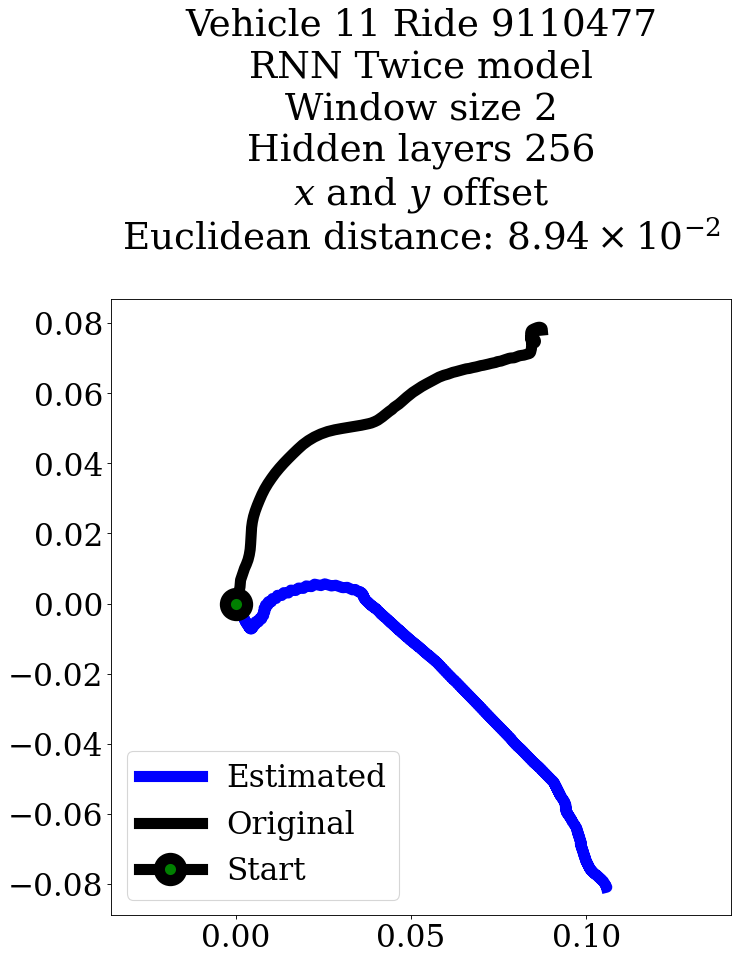 Vehicle 11 Ride 9110477
RNN Twice model
Window size 2
Hidden layers 256
x and y offset
Euclidean distance: 8.94 × 10⁻²
0.08
0.06
0.04
0.02
0.00
−0.02
−0.04
−0.06
−0.08
Estimated
Original
Start
0.00 0.05 0.10